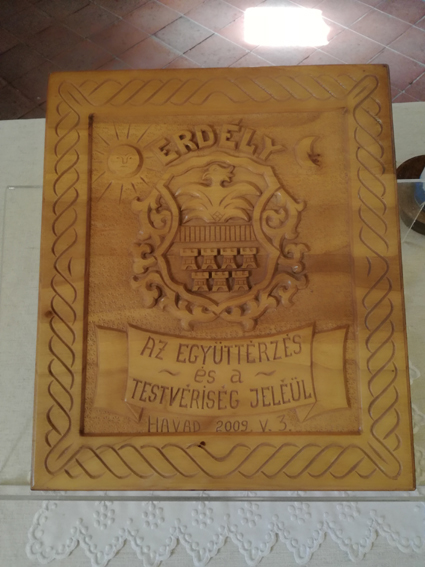 ERDÉLY
AZ EGYÜTTÉRZÉS
~ és a ~
TESTVÉRISÉG JELÉÜL
HAVAD 2009. V. 3.